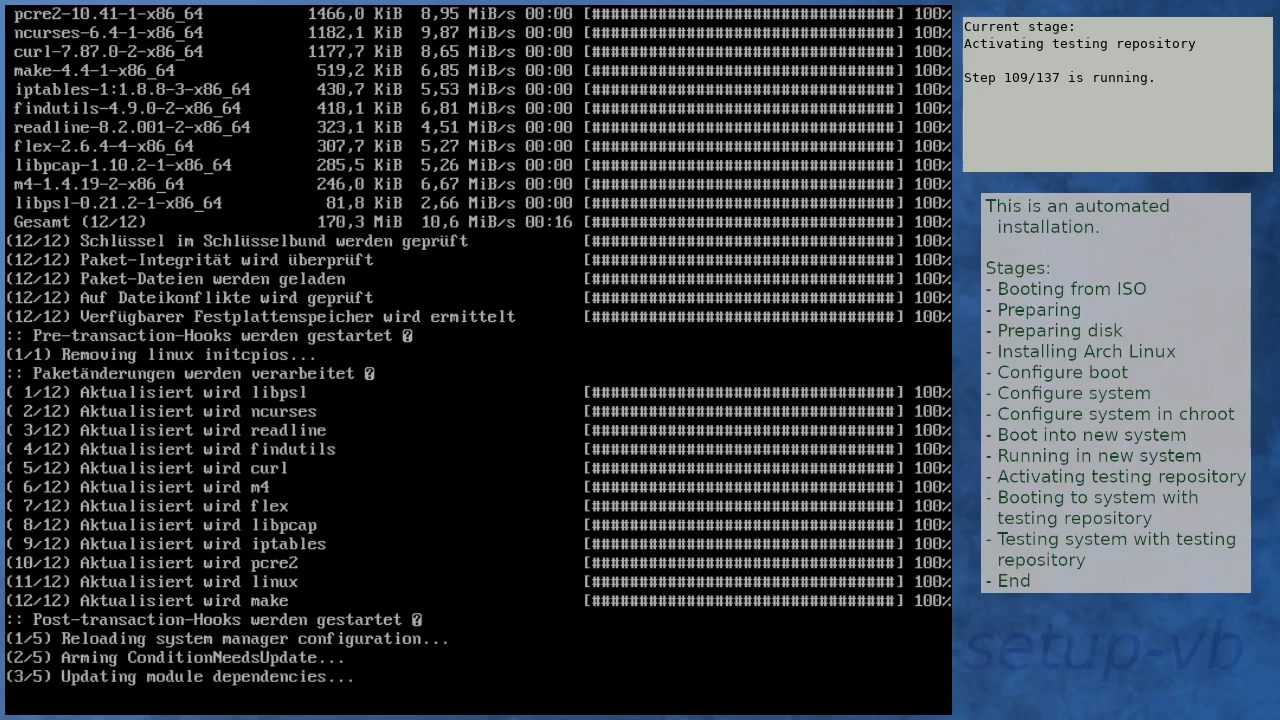 pcre2-10.41-1-x86_64 1466,0 KiB 8,95 MiB/s 00:00 [#################################] 100%
ncurses-6.4-1-x86_64 1182,1 KiB 9,87 MiB/s 00:00 [#################################] 100%
curl-7.87.0-2-x86_64 1177,7 KiB 8,65 MiB/s 00:00 [#################################] 100%
make-4.4-1-x86_64 519,2 KiB 6,85 MiB/s 00:00 [#################################] 100%
iptables-1:1.8.8-3-x86_64 430,7 KiB 5,53 MiB/s 00:00 [#################################] 100%
findutils-4.9.0-2-x86_64 418,1 KiB 6,81 MiB/s 00:00 [#################################] 100%
readline-8.2.001-2-x86_64 323,1 KiB 4,51 MiB/s 00:00 [#################################] 100%
flex-2.6.4-4-x86_64 307,7 KiB 5,27 MiB/s 00:00 [#################################] 100%
libpcap-1.10.2-1-x86_64 285,5 KiB 5,26 MiB/s 00:00 [#################################] 100%
m4-1.4.19-2-x86_64 246,0 KiB 6,67 MiB/s 00:00 [#################################] 100%
libpsl-0.21.2-1-x86_64 81,8 KiB 2,66 MiB/s 00:00 [#################################] 100%
Gesamt (12/12) 170,3 MiB 10,6 MiB/s 00:16 [#################################] 100%
(12/12) Schlüssel im Schlüsselbund werden geprüft [#################################] 100%
(12/12) Paket-Integrität wird überprüft [#################################] 100%
(12/12) Paket-Dateien werden geladen [#################################] 100%
(12/12) Auf Dateikonflikte wird geprüft [#################################] 100%
(12/12) Verfügbarer Festplattenspeicher wird ermittelt [#################################] 100%
:: Pre-transaction-Hooks werden gestartet �
(1/1) Removing linux initcpios...
:: Paketänderungen werden verarbeitet �
( 1/12) Aktualisiert wird libpsl [#################################] 100%
( 2/12) Aktualisiert wird ncurses [#################################] 100%
( 3/12) Aktualisiert wird readline [#################################] 100%
( 4/12) Aktualisiert wird findutils [#################################] 100%
( 5/12) Aktualisiert wird curl [#################################] 100%
( 6/12) Aktualisiert wird m4 [#################################] 100%
( 7/12) Aktualisiert wird flex [#################################] 100%
( 8/12) Aktualisiert wird libpcap [#################################] 100%
( 9/12) Aktualisiert wird iptables [#################################] 100%
(10/12) Aktualisiert wird pcre2 [#################################] 100%
(11/12) Aktualisiert wird linux [#################################] 100%
(12/12) Aktualisiert wird make [#################################] 100%
:: Post-transaction-Hooks werden gestartet �
(1/5) Reloading system manager configuration...
(2/5) Arming ConditionNeedsUpdate...
(3/5) Updating module dependencies...
Current stage:
Activating testing repository
Step 109/137 is running.
This is an automated
installation.
Stages:
- Booting from ISO
- Preparing
- Preparing disk
- Installing Arch Linux
- Configure boot
- Configure system
- Configure system in chroot
- Boot into new system
- Running in new system
- Activating testing repository
- Booting to system with
testing repository
- Testing system with testing
repository
- End
setup-vb